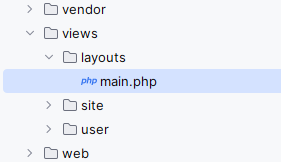 vendor
views
layouts
php main.php
site
user
web